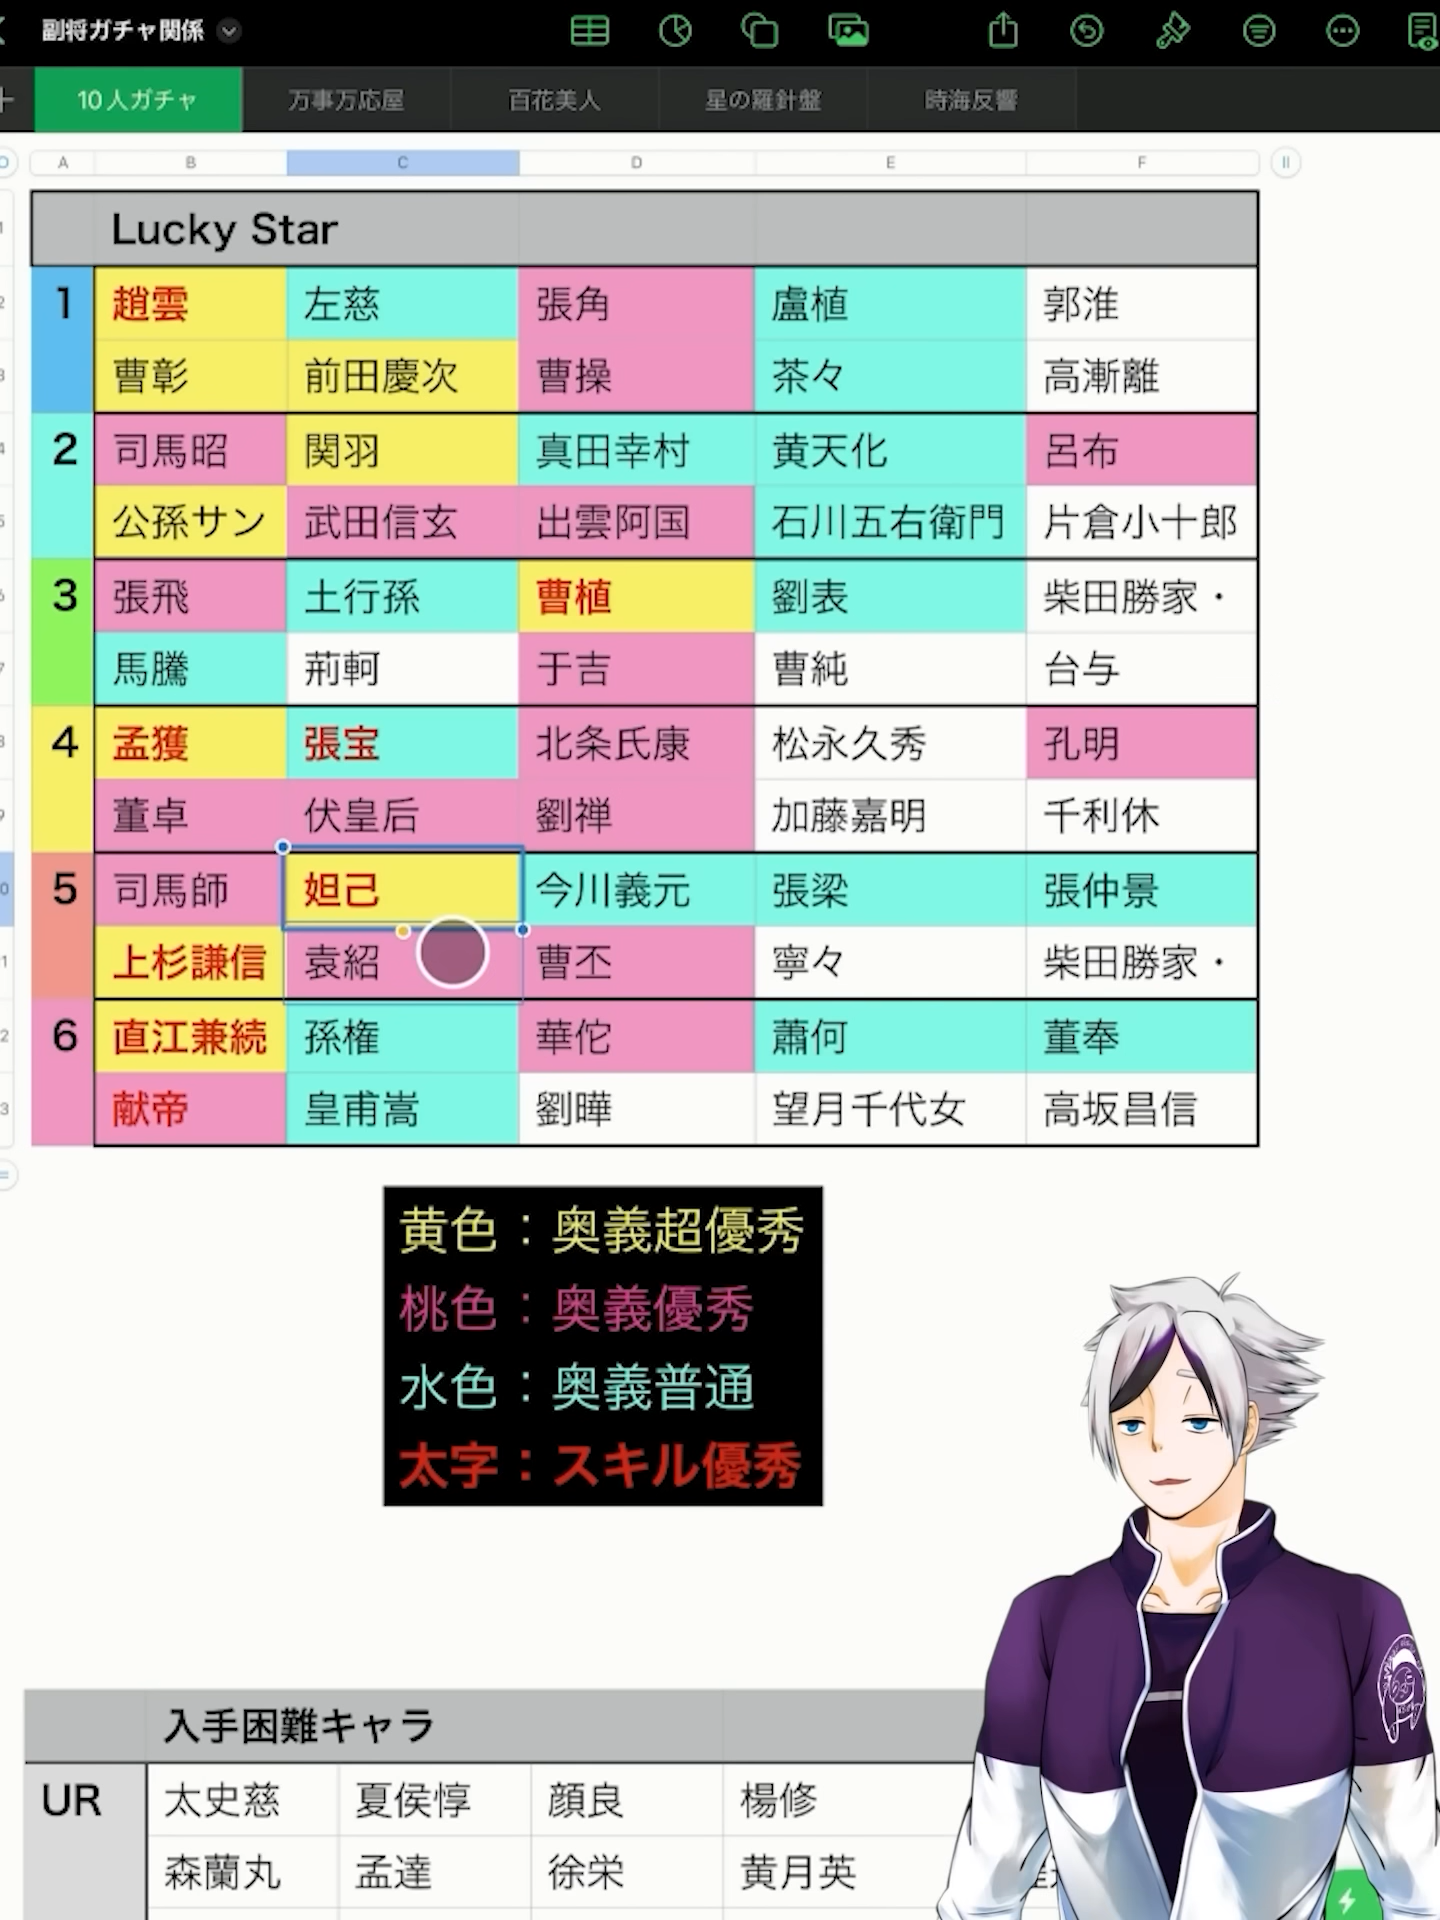 副将ガチャ関係
10人ガチャ 万事万応屋 百花美人 星の羅針盤 時海反響
A B C D E F
Lucky Star
1 趙雲 左慈 張角 盧植 郭淮
曹彰 前田慶次 曹操 茶々 高漸離
2 司馬昭 関羽 真田幸村 黄天化 呂布
公孫サン 武田信玄 出雲阿国 石川五右衛門 片倉小十郎
3 張飛 土行孫 曹植 劉表 柴田勝家・
馬騰 荊軻 于吉 曹純 台与
4 孟獲 張宝 北条氏康 松永久秀 孔明
董卓 伏皇后 劉禅 加藤嘉明 千利休
5 司馬師 妲己 今川義元 張梁 張仲景
上杉謙信 袁紹 曹丕 寧々 柴田勝家・
6 直江兼続 孫権 華佗 蕭何 董奉
献帝 皇甫嵩 劉曄 望月千代女 高坂昌信
黄色：奥義超優秀
桃色：奥義優秀
水色：奥義普通
太字：スキル優秀
入手困難キャラ
UR 太史慈 夏侯惇 顔良 楊修
森蘭丸 孟達 徐栄 黄月英